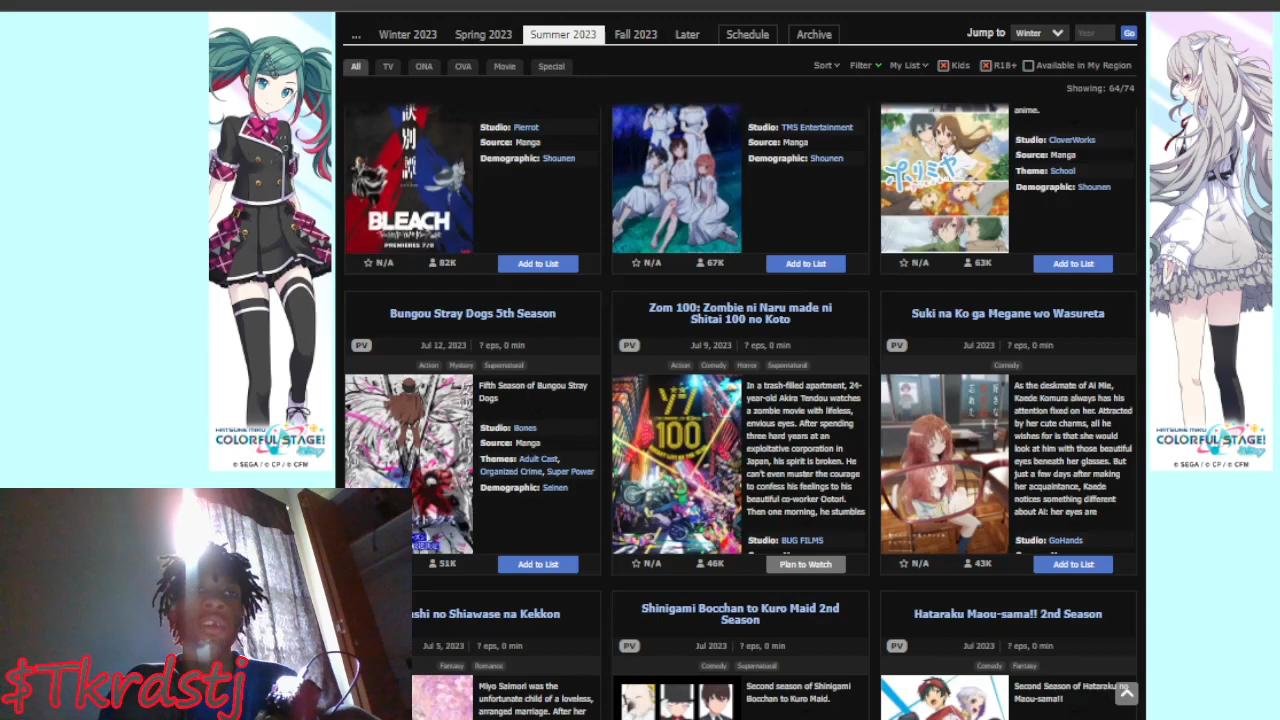 ...
Winter 2023
Spring 2023
Summer 2023
Fall 2023
Later
Schedule
Archive
Jump to
Winter
Year
Go
All
TV
ONA
OVA
Movie
Special
Sort
Filter
My List
Kids
R18+
Available in My Region
Showing: 64/74
訣
別
譚
BLEACH
PREMIERES 7/8
Studio: Pierrot
Source: Manga
Demographic: Shounen
N/A
82K
Add to List
Studio: TMS Entertainment
Source: Manga
Demographic: Shounen
N/A
67K
Add to List
ホリミヤ
anime.
Studio: CloverWorks
Source: Manga
Theme: School
Demographic: Shounen
N/A
63K
Add to List
Bungou Stray Dogs 5th Season
PV
Jul 12, 2023
? eps, 0 min
Action
Mystery
Supernatural
Fifth Season of Bungou Stray
Dogs
Studio: Bones
Source: Manga
Themes: Adult Cast,
Organized Crime, Super Power
Demographic: Seinen
51K
Add to List
Zom 100: Zombie ni Naru made ni
Shitai 100 no Koto
PV
Jul 9, 2023
? eps, 0 min
Action
Comedy
Horror
Supernatural
ゾン
100
In a trash-filled apartment, 24-
year-old Akira Tendou watches
a zombie movie with lifeless,
envious eyes. After spending
three hard years at an
exploitative corporation in
Japan, his spirit is broken. He
can't even muster the courage
to confess his feelings to his
beautiful co-worker Ootori.
Then one morning, he stumbles
Studio: BUG FILMS
N/A
46K
Plan to Watch
Suki na Ko ga Megane wo Wasureta
PV
Jul 2023
? eps, 0 min
Comedy
As the deskmate of Ai Mie,
Kaede Komura always has his
attention fixed on her. Attracted
by her cute charms, all he
wishes for is that she would
look at him with those beautiful
eyes beneath her glasses. But
just a few days after making
her acquaintance, Kaede
notices something different
about Ai: her eyes are
Studio: GoHands
N/A
43K
Add to List
shi no Shiawase na Kekkon
Jul 5, 2023
? eps, 0 min
Fantasy
Romance
Miyo Saimori was the
unfortunate child of a loveless,
arranged marriage. After her
Shinigami Bocchan to Kuro Maid 2nd
Season
PV
Jul 2023
? eps, 0 min
Comedy
Supernatural
Second season of Shinigami
Bocchan to Kuro Maid.
Hataraku Maou-sama!! 2nd Season
PV
Jul 2023
? eps, 0 min
Comedy
Fantasy
Second Season of Hataraku no
Maou-sama!!
HATSUNE MIKU
COLORFUL STAGE!
© SEGA / © CP / © CFM
HATSUNE MIKU
COLORFUL STAGE!
© SEGA / © CP / © CFM
$Tkrdstj